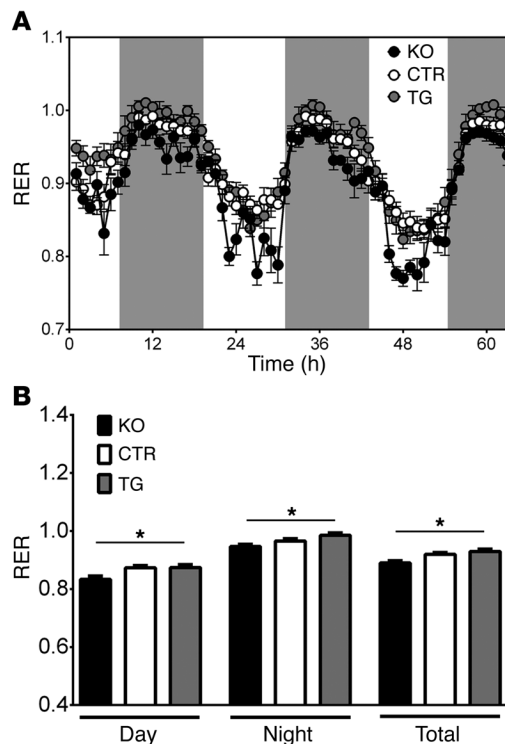 A
1.1
1.0
0.9
0.8
0.7
RER
KO
CTR
TG
0
12
24
36
48
60
Time (h)
B
1.4
1.2
1.0
0.8
0.6
0.4
RER
KO
CTR
TG
*
*
*
Day
Night
Total